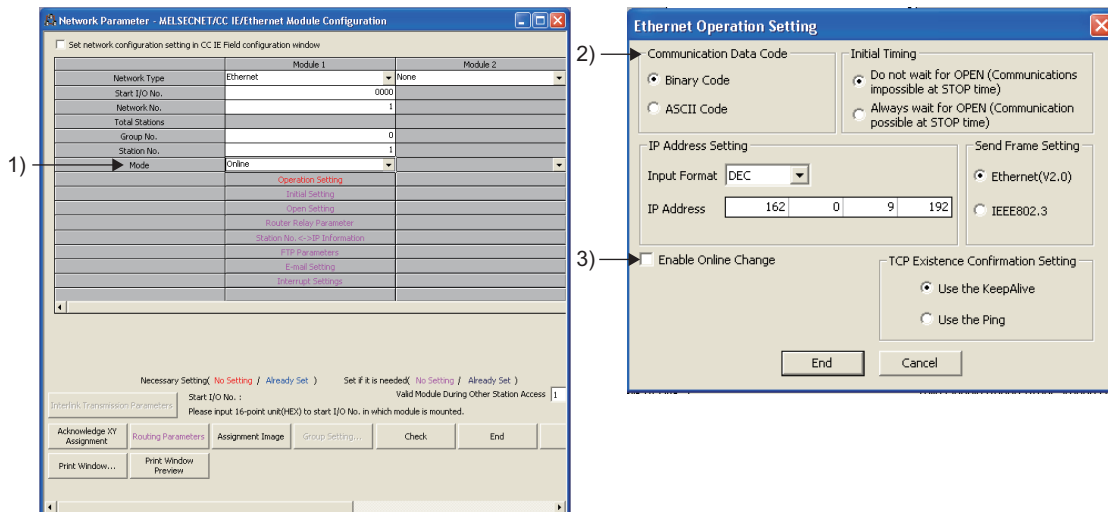 Network Parameter - MELSECNET/CC IE/Ethernet Module Configuration
Set network configuration setting in CC IE Field configuration window
Module 1 Module 2
Network Type Ethernet None
Start I/O No. 0000
Network No. 1
Total Stations
Group No. 0
Station No. 1
1) Mode Online
Operation Setting
Initial Setting
Open Setting
Router Relay Parameter
Station No.<->IP Information
FTP Parameters
E-mail Setting
Interrupt Settings
Necessary Setting( No Setting / Already Set ) Set if it is needed( No Setting / Already Set )
Interlink Transmission Parameters
Start I/O No. :
Valid Module During Other Station Access 1
Please input 16-point unit(HEX) to start I/O No. in which module is mounted.
Acknowledge XY Assignment
Routing Parameters
Assignment Image
Group Setting...
Check
End
Print Window...
Print Window Preview
Ethernet Operation Setting
2) Communication Data Code
Binary Code
ASCII Code
Initial Timing
Do not wait for OPEN (Communications
impossible at STOP time)
Always wait for OPEN (Communication
possible at STOP time)
IP Address Setting
Input Format DEC
IP Address 162 0 9 192
Send Frame Setting
Ethernet(V2.0)
IEEE802.3
3) Enable Online Change
TCP Existence Confirmation Setting
Use the KeepAlive
Use the Ping
End Cancel